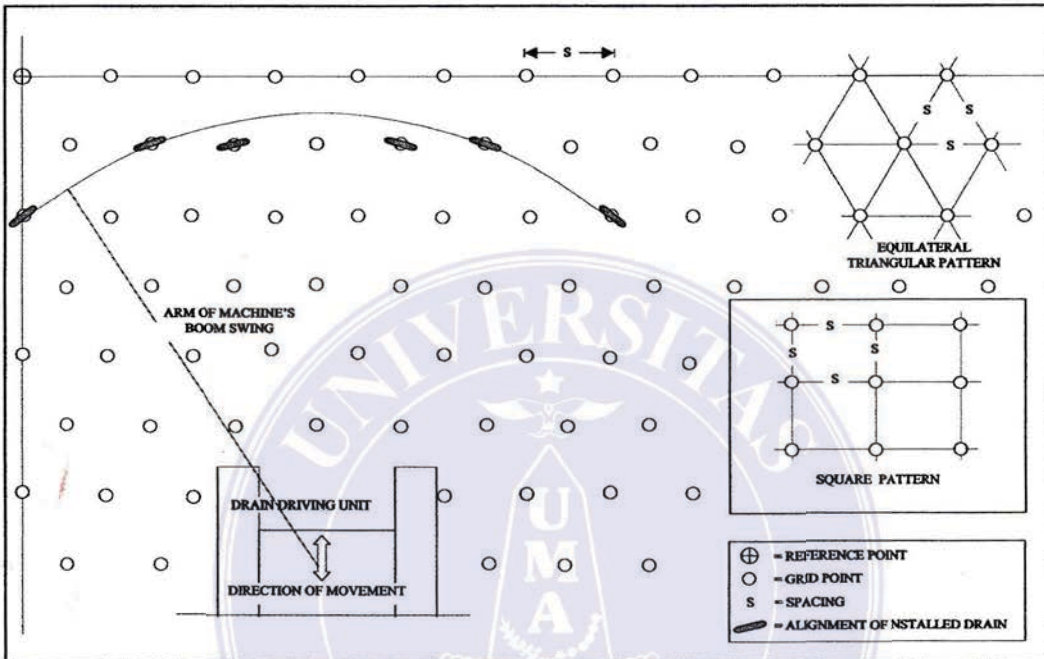 S
S
S
S
EQUILATERAL
TRIANGULAR PATTERN
ARM OF MACHINE'S
BOOM SWING
S
S
S
S
SQUARE PATTERN
DRAIN DRIVING UNIT
DIRECTION OF MOVEMENT
= REFERENCE POINT
= GRID POINT
S = SPACING
= ALIGNMENT OF NSTALLED DRAIN
UNIVERSITAS
UMA